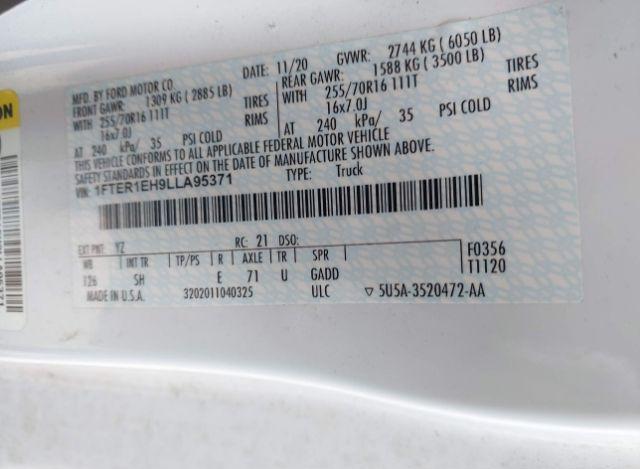 MFD. BY FORD MOTOR CO.
DATE: 11/20 GVWR: 2744 KG ( 6050 LB)
FRONT GAWR: 1309 KG ( 2885 LB) REAR GAWR: 1588 KG ( 3500 LB)
WITH 255/70R16 111T TIRES WITH 255/70R16 111T TIRES
16x7.0J RIMS 16x7.0J RIMS
AT 240 kPa/ 35 PSI COLD AT 240 kPa/ 35 PSI COLD
THIS VEHICLE CONFORMS TO ALL APPLICABLE FEDERAL MOTOR VEHICLE
SAFETY STANDARDS IN EFFECT ON THE DATE OF MANUFACTURE SHOWN ABOVE.
VIN: 1FTER1EH9LLA95371 TYPE: Truck
EXT PNT: YZ RC: 21 DSO:
WB INT TR TP/PS R AXLE TR SPR
126 SH E 71 U GADD
F0356
T1120
MADE IN U.S.A. 3202011040325 ULC 5U5A-3520472-AA